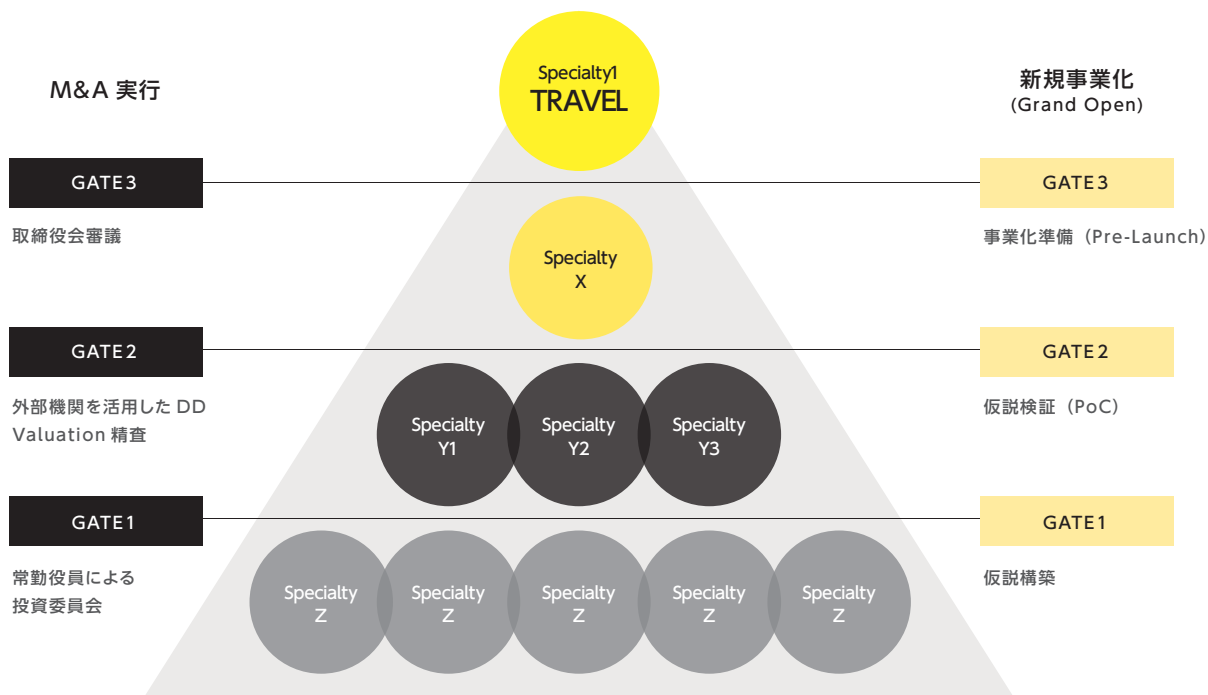 M&A 実行
Specialty1
TRAVEL
新規事業化
(Grand Open)
GATE3
取締役会審議
GATE3
事業化準備（Pre-Launch）
Specialty
X
GATE2
外部機関を活用した DD
Valuation 精査
GATE2
仮説検証（PoC）
Specialty
Y1
Specialty
Y2
Specialty
Y3
GATE1
常勤役員による
投資委員会
GATE1
仮説構築
Specialty
Z
Specialty
Z
Specialty
Z
Specialty
Z
Specialty
Z